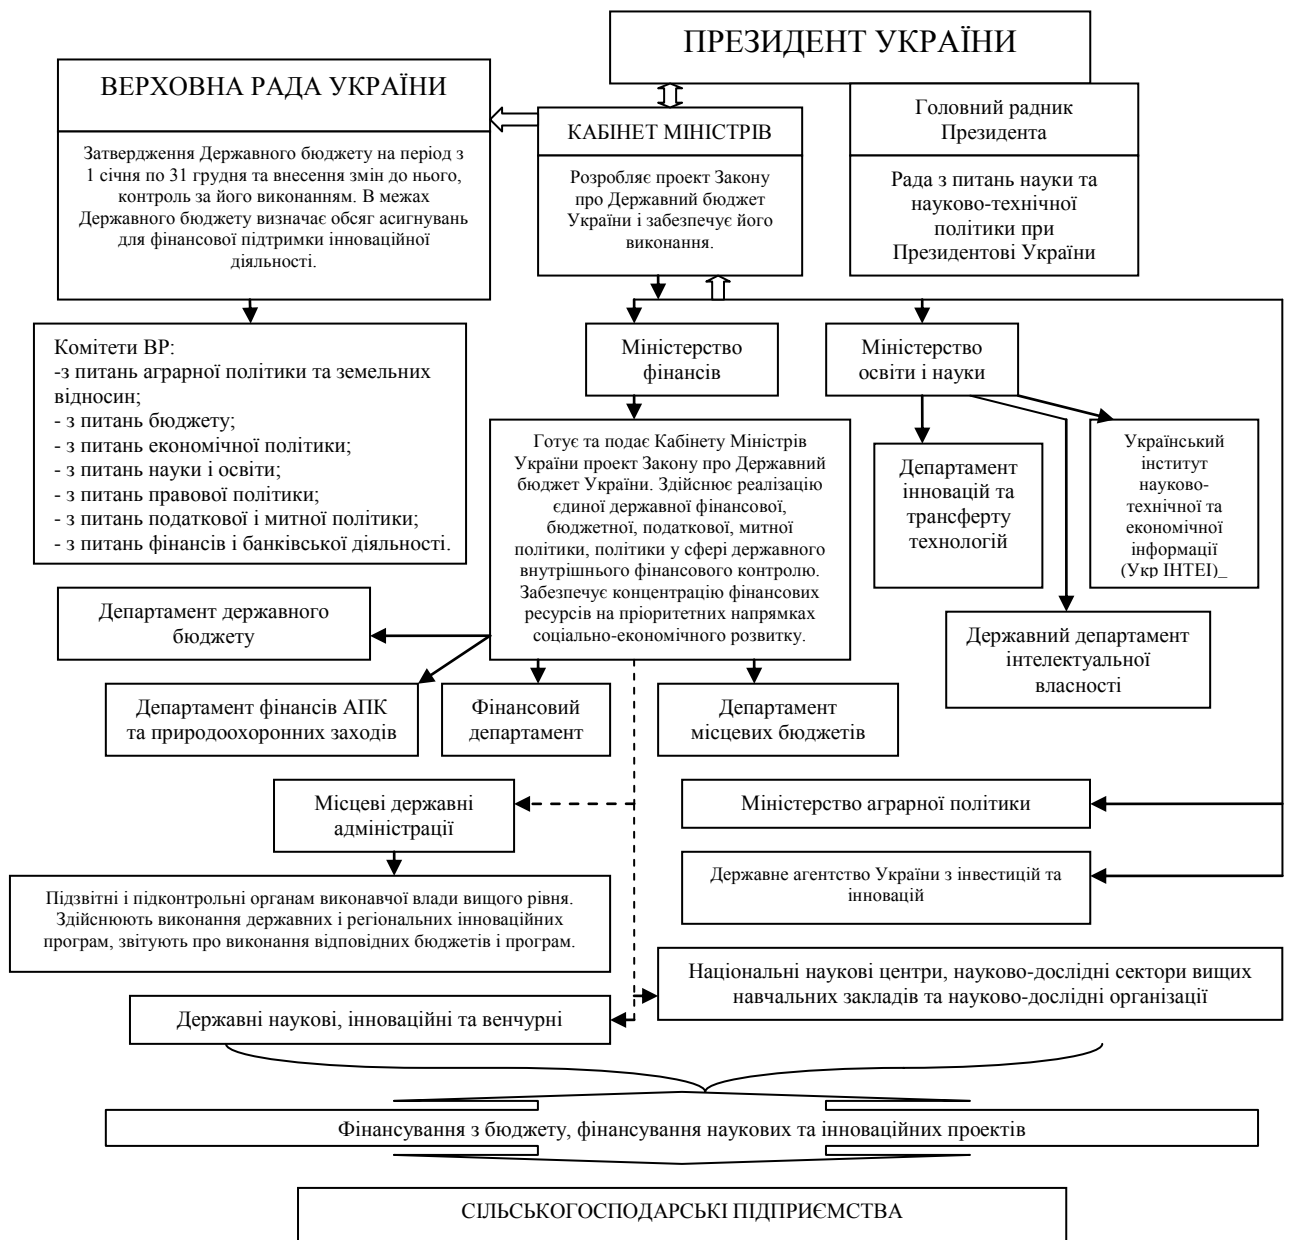 ПРЕЗИДЕНТ УКРАЇНИ
ВЕРХОВНА РАДА УКРАЇНИ
Затвердження Державного бюджету на період з
1 січня по 31 грудня та внесення змін до нього,
контроль за його виконанням. В межах
Державного бюджету визначає обсяг асигнувань
для фінансової підтримки інноваційної
діяльності.
КАБІНЕТ МІНІСТРІВ
Розробляє проект Закону
про Державний бюджет
України і забезпечує його
виконання.
Головний радник
Президента
Рада з питань науки та
науково-технічної
політики при
Президентові України
Комітети ВР:
-з питань аграрної політики та земельних
відносин;
- з питань бюджету;
- з питань економічної політики;
- з питань науки і освіти;
- з питань правової політики;
- з питань податкової і митної політики;
- з питань фінансів і банківської діяльності.
Міністерство
фінансів
Міністерство
освіти і науки
Готує та подає Кабінету Міністрів
України проект Закону про Державний
бюджет України. Здійснює реалізацію
єдиної державної фінансової,
бюджетної, податкової, митної
політики, політики у сфері державного
внутрішнього фінансового контролю.
Забезпечує концентрацію фінансових
ресурсів на пріоритетних напрямках
соціально-економічного розвитку.
Департамент
інновацій та
трансферту
технологій
Український
інститут
науково-
технічної та
економічної
інформації
(Укр ІНТЕІ)_
Департамент державного
бюджету
Державний департамент
інтелектуальної
власності
Департамент фінансів АПК
та природоохоронних заходів
Фінансовий
департамент
Департамент
місцевих бюджетів
Місцеві державні
адміністрації
Міністерство аграрної політики
Державне агентство України з інвестицій та
інновацій
Підзвітні і підконтрольні органам виконавчої влади вищого рівня.
Здійснюють виконання державних і регіональних інноваційних
програм, звітують про виконання відповідних бюджетів і програм.
Національні наукові центри, науково-дослідні сектори вищих
навчальних закладів та науково-дослідні організації
Державні наукові, інноваційні та венчурні
Фінансування з бюджету, фінансування наукових та інноваційних проектів
СІЛЬСЬКОГОСПОДАРСЬКІ ПІДПРИЄМСТВА